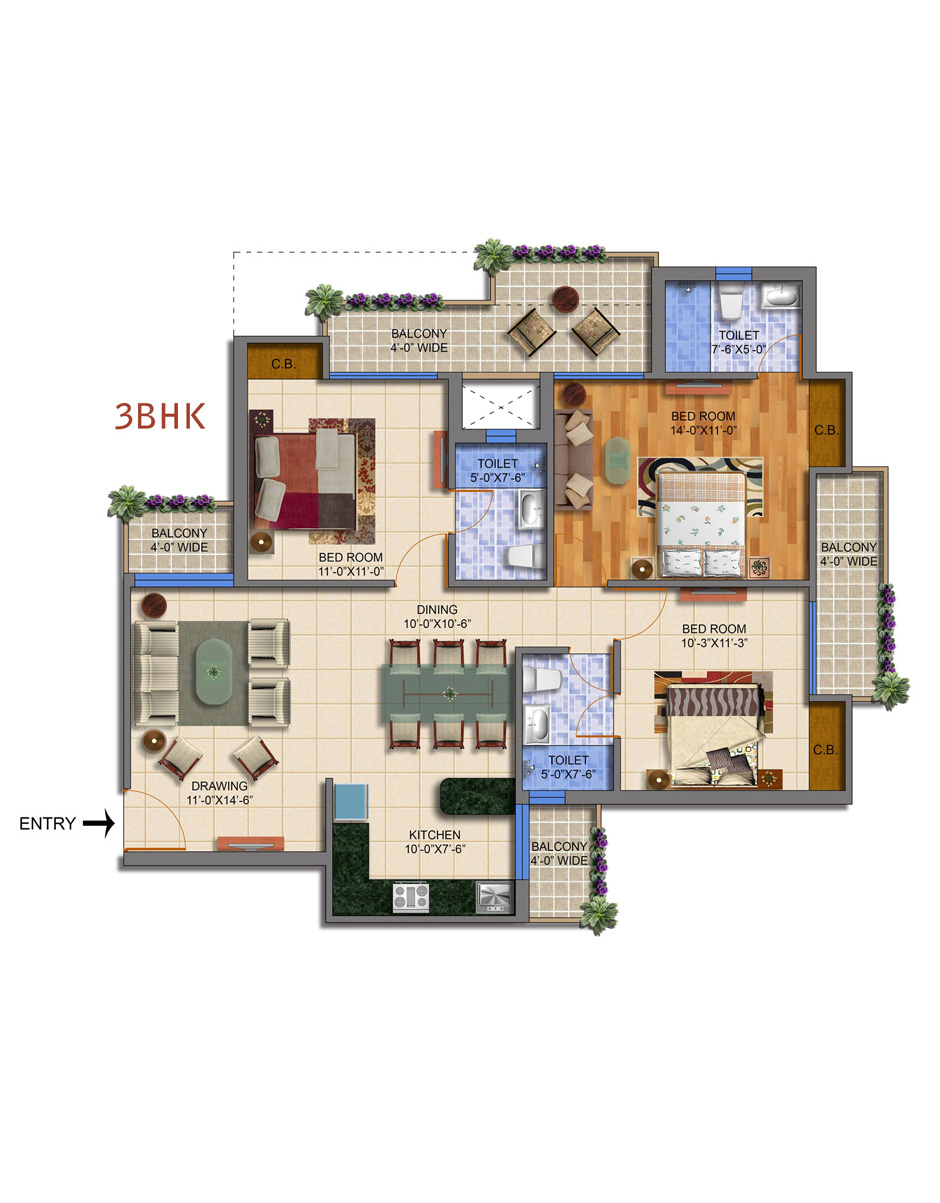 BALCONY
4'-0" WIDE
TOILET
7'-6"X5'-0"
C.B.
3BHK
BED ROOM
14'-0"X11'-0"
C.B.
TOILET
5'-0"X7'-6"
BALCONY
4'-0" WIDE
BED ROOM
11'-0"X11'-0"
BALCONY
4'-0" WIDE
DINING
10'-0"X10'-6"
BED ROOM
10'-3"X11'-3"
C.B.
TOILET
5'-0"X7'-6"
DRAWING
11'-0"X14'-6"
ENTRY
KITCHEN
10'-0"X7'-6"
BALCONY
4'-0" WIDE